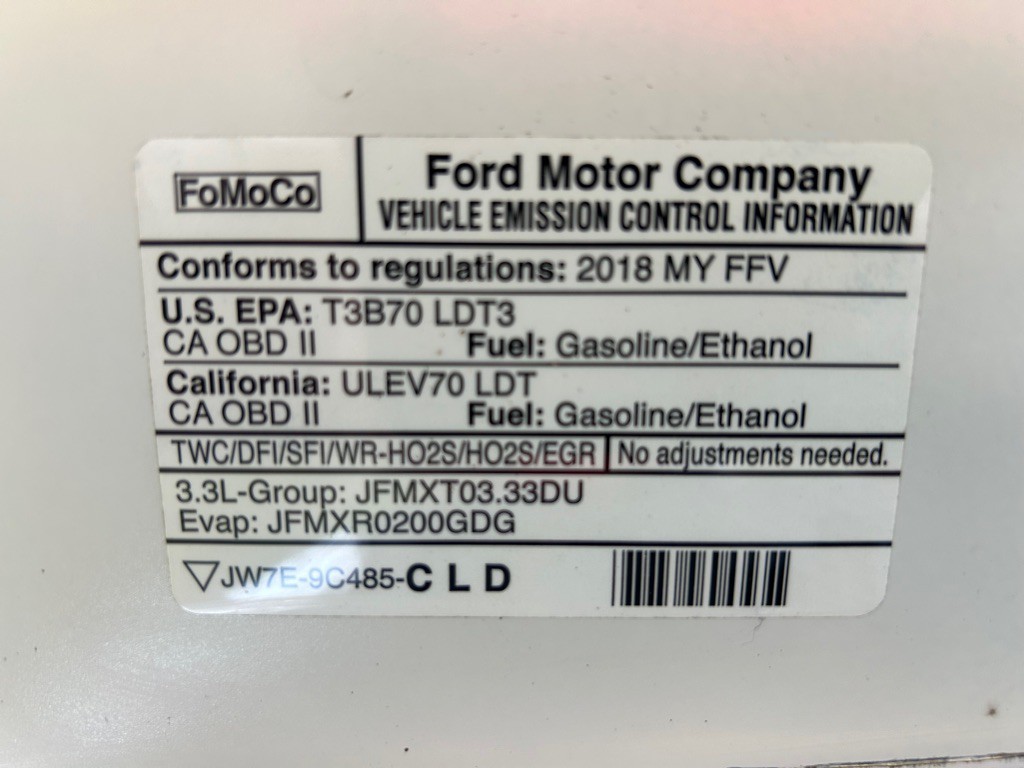 FoMoCo
Ford Motor Company
VEHICLE EMISSION CONTROL INFORMATION
Conforms to regulations: 2018 MY FFV
U.S. EPA: T3B70 LDT3
CA OBD II Fuel: Gasoline/Ethanol
California: ULEV70 LDT
CA OBD II Fuel: Gasoline/Ethanol
TWC/DFI/SFI/WR-HO2S/HO2S/EGR No adjustments needed.
3.3L-Group: JFMXT03.33DU
Evap: JFMXR0200GDG
JW7E-9C485-C L D